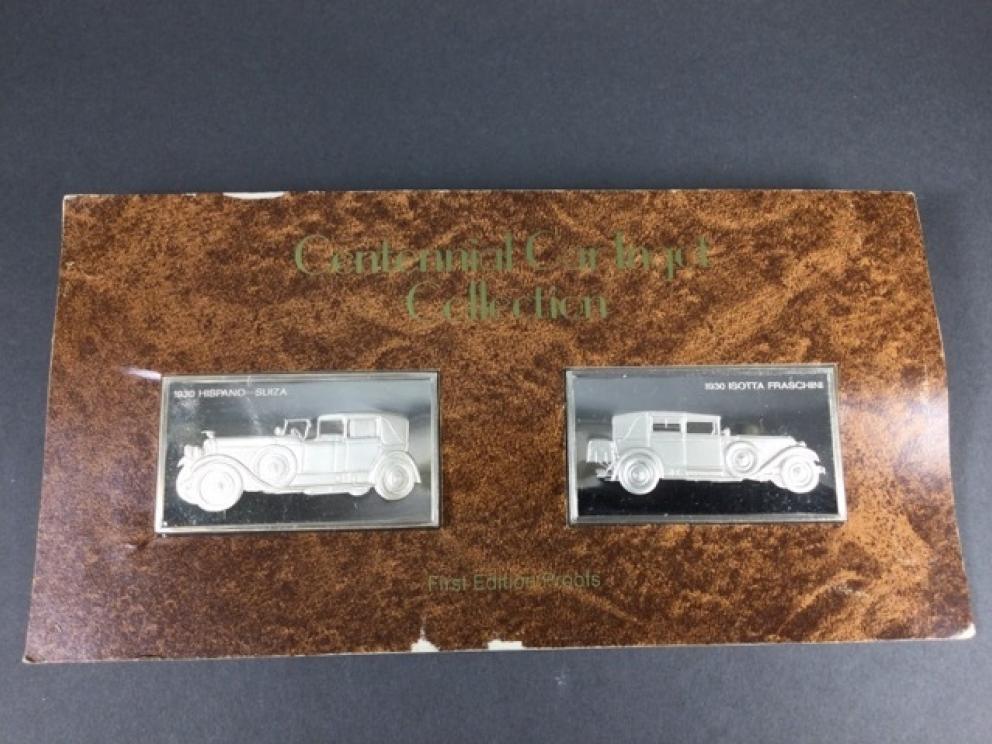 Centennial Car Ingot
Collection
1930 HISPANO-SUIZA
1930 ISOTTA FRASCHINI
First Edition Proofs